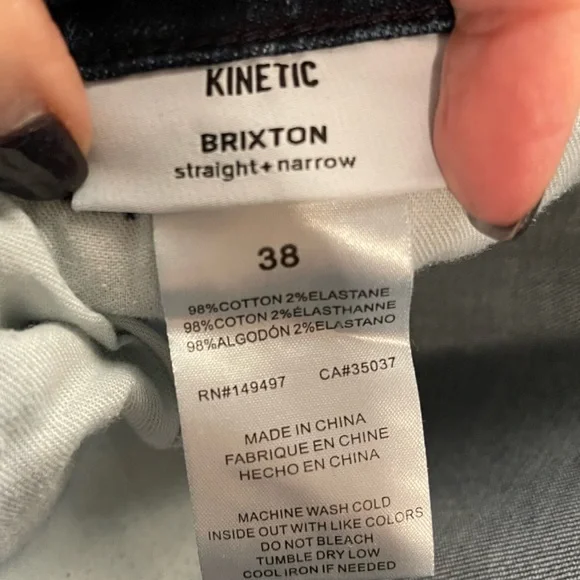 KINETIC
BRIXTON
straight+narrow
38
98%COTTON 2%ELASTANE
98%COTON 2%ÉLASTHANNE
98%ALGODÓN 2%ELASTANO
RN#149497 CA#35037
MADE IN CHINA
FABRIQUE EN CHINE
HECHO EN CHINA
MACHINE WASH COLD
INSIDE OUT WITH LIKE COLORS
DO NOT BLEACH
TUMBLE DRY LOW
COOL IRON IF NEEDED